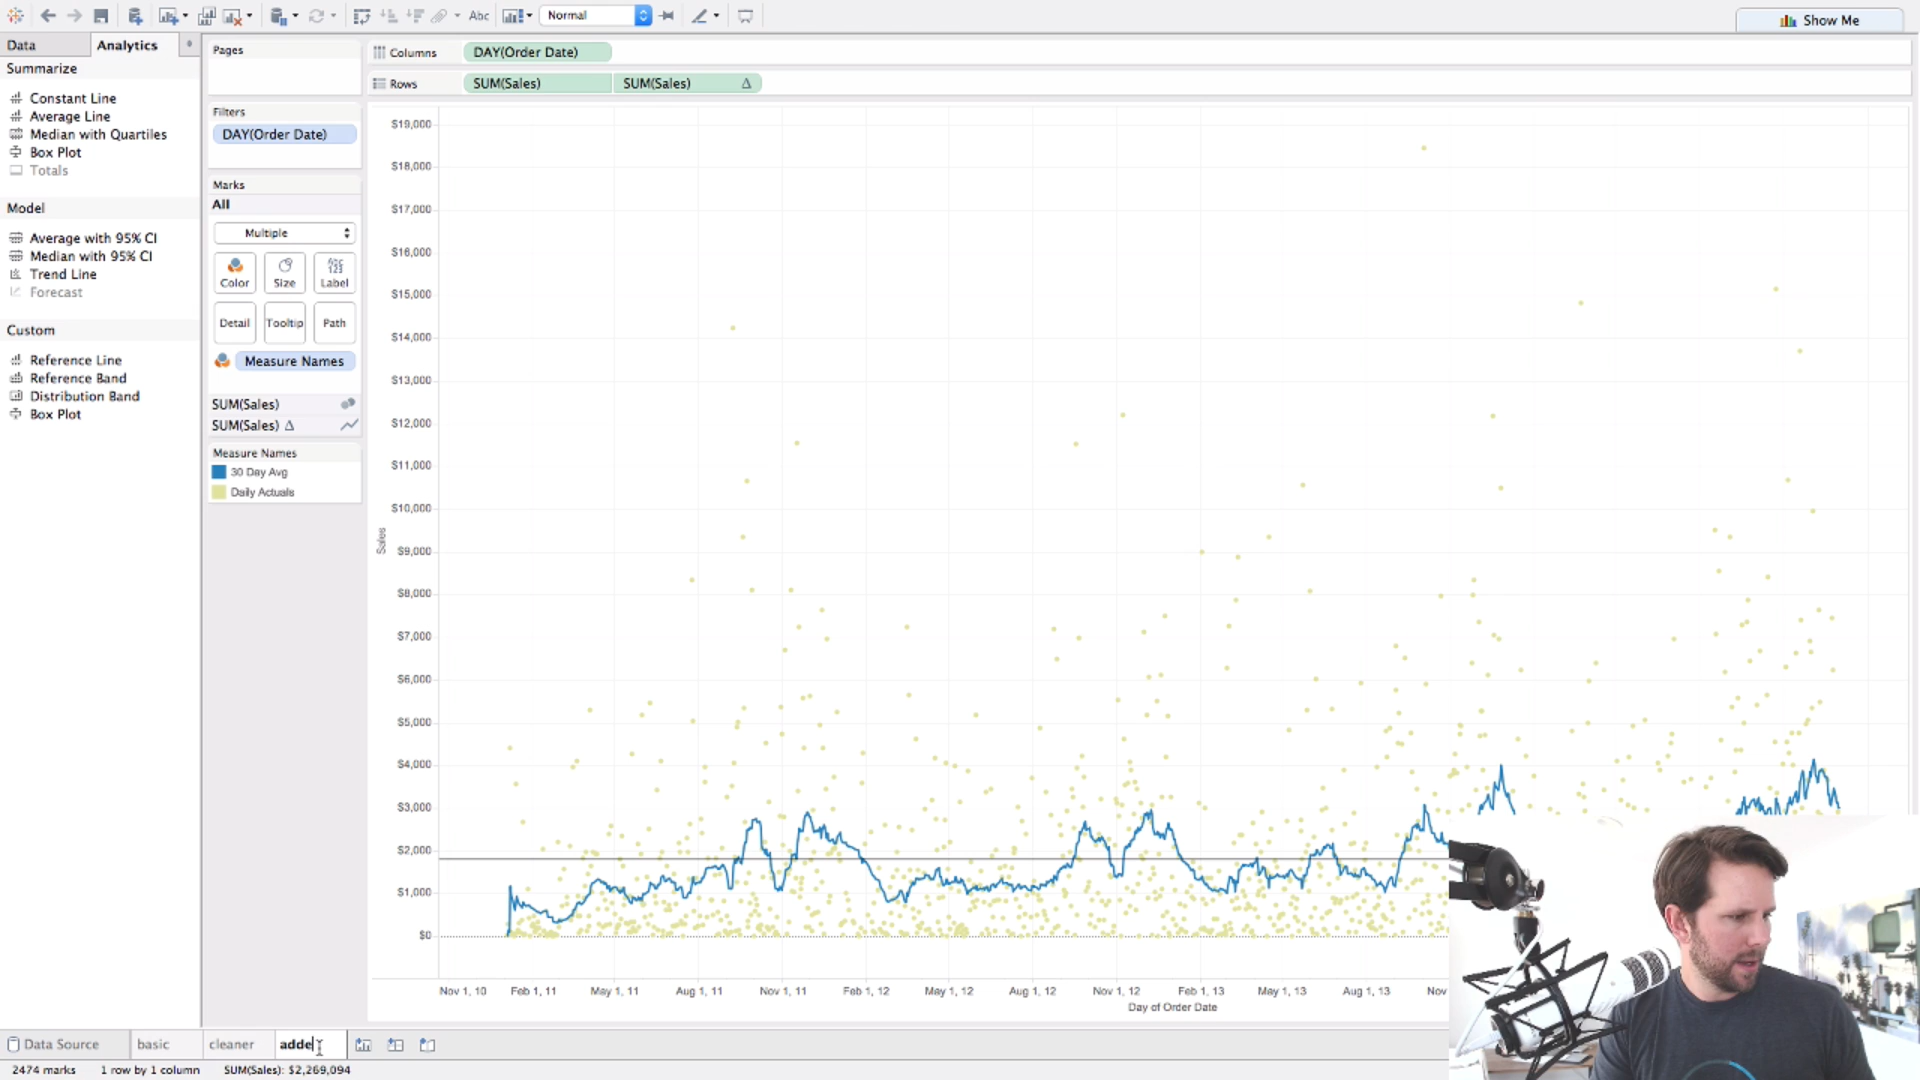 Abc
Normal
Show Me
Data
Analytics
Summarize
Constant Line
Average Line
Median with Quartiles
Box Plot
Totals
Model
Average with 95% CI
Median with 95% CI
Trend Line
Forecast
Custom
Reference Line
Reference Band
Distribution Band
Box Plot
Pages
Filters
DAY(Order Date)
Marks
All
Multiple
Color
Size
Abc
123
Label
Detail
Tooltip
Path
Measure Names
SUM(Sales)
SUM(Sales) Δ
Measure Names
30 Day Avg
Daily Actuals
Columns
DAY(Order Date)
Rows
SUM(Sales)
SUM(Sales) Δ
$19,000
$18,000
$17,000
$16,000
$15,000
$14,000
$13,000
$12,000
$11,000
$10,000
$9,000
$8,000
$7,000
$6,000
$5,000
$4,000
$3,000
$2,000
$1,000
$0
Sales
Nov 1, 10 Feb 1, 11 May 1, 11 Aug 1, 11 Nov 1, 11 Feb 1, 12 May 1, 12 Aug 1, 12 Nov 1, 12 Feb 1, 13 May 1, 13 Aug 1, 13 Nov
Day of Order Date
Data Source basic cleaner adde
2474 marks 1 row by 1 column SUM(Sales): $2,269,094